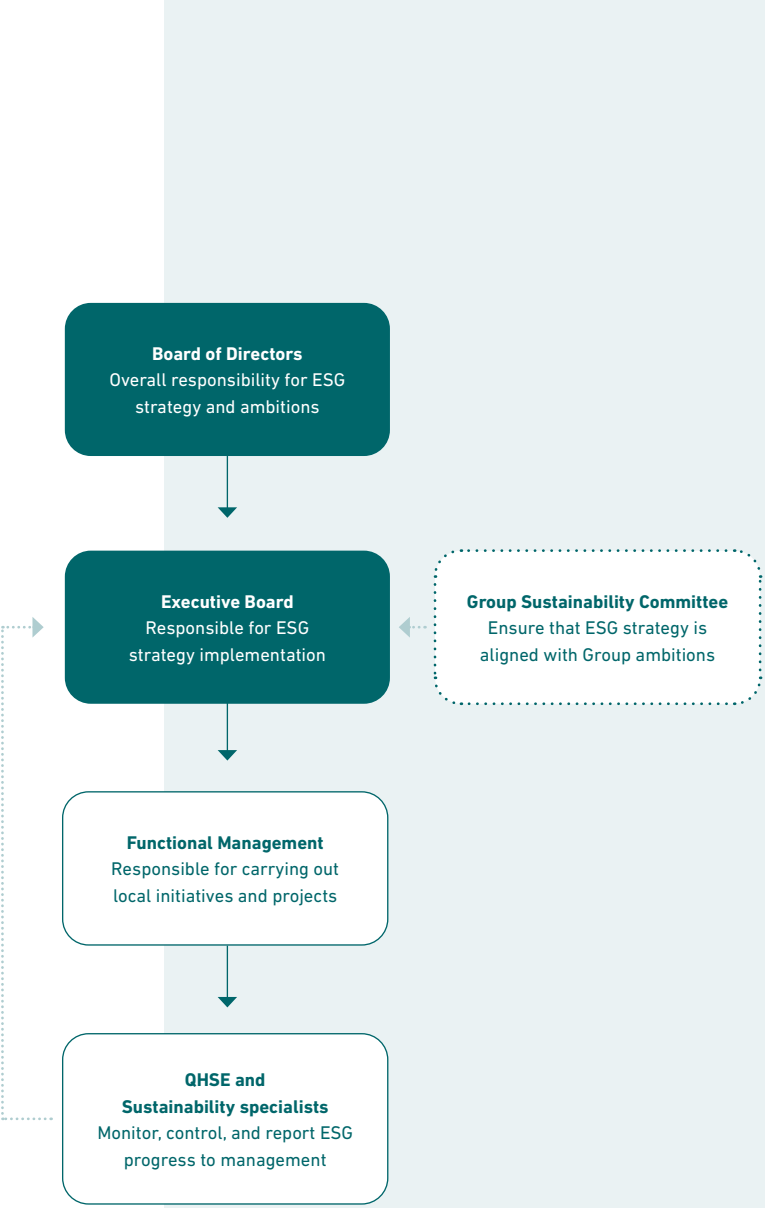 Board of Directors
Overall responsibility for ESG
strategy and ambitions
Executive Board
Responsible for ESG
strategy implementation
Group Sustainability Committee
Ensure that ESG strategy is
aligned with Group ambitions
Functional Management
Responsible for carrying out
local initiatives and projects
QHSE and
Sustainability specialists
Monitor, control, and report ESG
progress to management